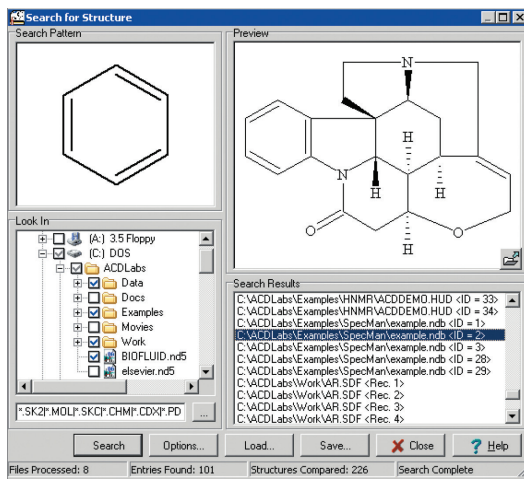 Search for Structure
Search Pattern
Preview
N
H
N
H
H
O
H
O
Look In
(A:) 3.5 Floppy
(C:) DOS
ACDLabs
Data
Docs
Examples
Movies
Work
BIOFLUID.nd5
elsevier.nd5
*.SK2|*.MOL|*.SKC|*.CHM|*.CDX|*.PD
...
Search Results
C:\ACDLabs\Examples\HNMR\ACDDEMO.HUD <ID = 33>
C:\ACDLabs\Examples\HNMR\ACDDEMO.HUD <ID = 34>
C:\ACDLabs\Examples\SpecMan\example.ndb <ID = 1>
C:\ACDLabs\Examples\SpecMan\example.ndb <ID = 2>
C:\ACDLabs\Examples\SpecMan\example.ndb <ID = 3>
C:\ACDLabs\Examples\SpecMan\example.ndb <ID = 28>
C:\ACDLabs\Examples\SpecMan\example.ndb <ID = 29>
C:\ACDLabs\Work\AR.SDF <Rec. 1>
C:\ACDLabs\Work\AR.SDF <Rec. 2>
C:\ACDLabs\Work\AR.SDF <Rec. 3>
C:\ACDLabs\Work\AR.SDF <Rec. 4>
Search Options... Load... Save... Close Help
Files Processed: 8 Entries Found: 101 Structures Compared: 226 Search Complete